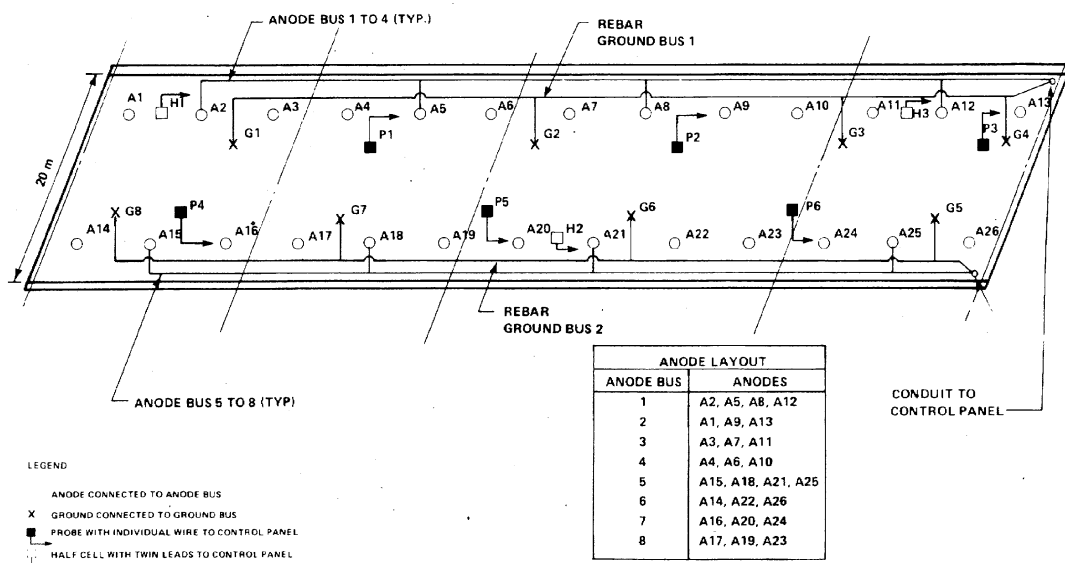 ANODE BUS 1 TO 4 (TYP.)
REBAR
GROUND BUS 1
A1 H1 A2 A3 A4 A5 A6 A7 A8 A9 A10 A11 H3 A12 A13
G1 P1 G2 P2 G3 P3 G4
20 m
G8 P4 G7 P5 G6 P6 G5
A14 A15 A16 A17 A18 A19 A20 H2 A21 A22 A23 A24 A25 A26
REBAR
GROUND BUS 2
ANODE BUS 5 TO 8 (TYP)
CONDUIT TO
CONTROL PANEL
ANODE LAYOUT
ANODE BUS ANODES
1 A2, A5, A8, A12
2 A1, A9, A13
3 A3, A7, A11
4 A4, A6, A10
5 A15, A18, A21, A25
6 A14, A22, A26
7 A16, A20, A24
8 A17, A19, A23
LEGEND
ANODE CONNECTED TO ANODE BUS
X GROUND CONNECTED TO GROUND BUS
PROBE WITH INDIVIDUAL WIRE TO CONTROL PANEL
HALF CELL WITH TWIN LEADS TO CONTROL PANEL